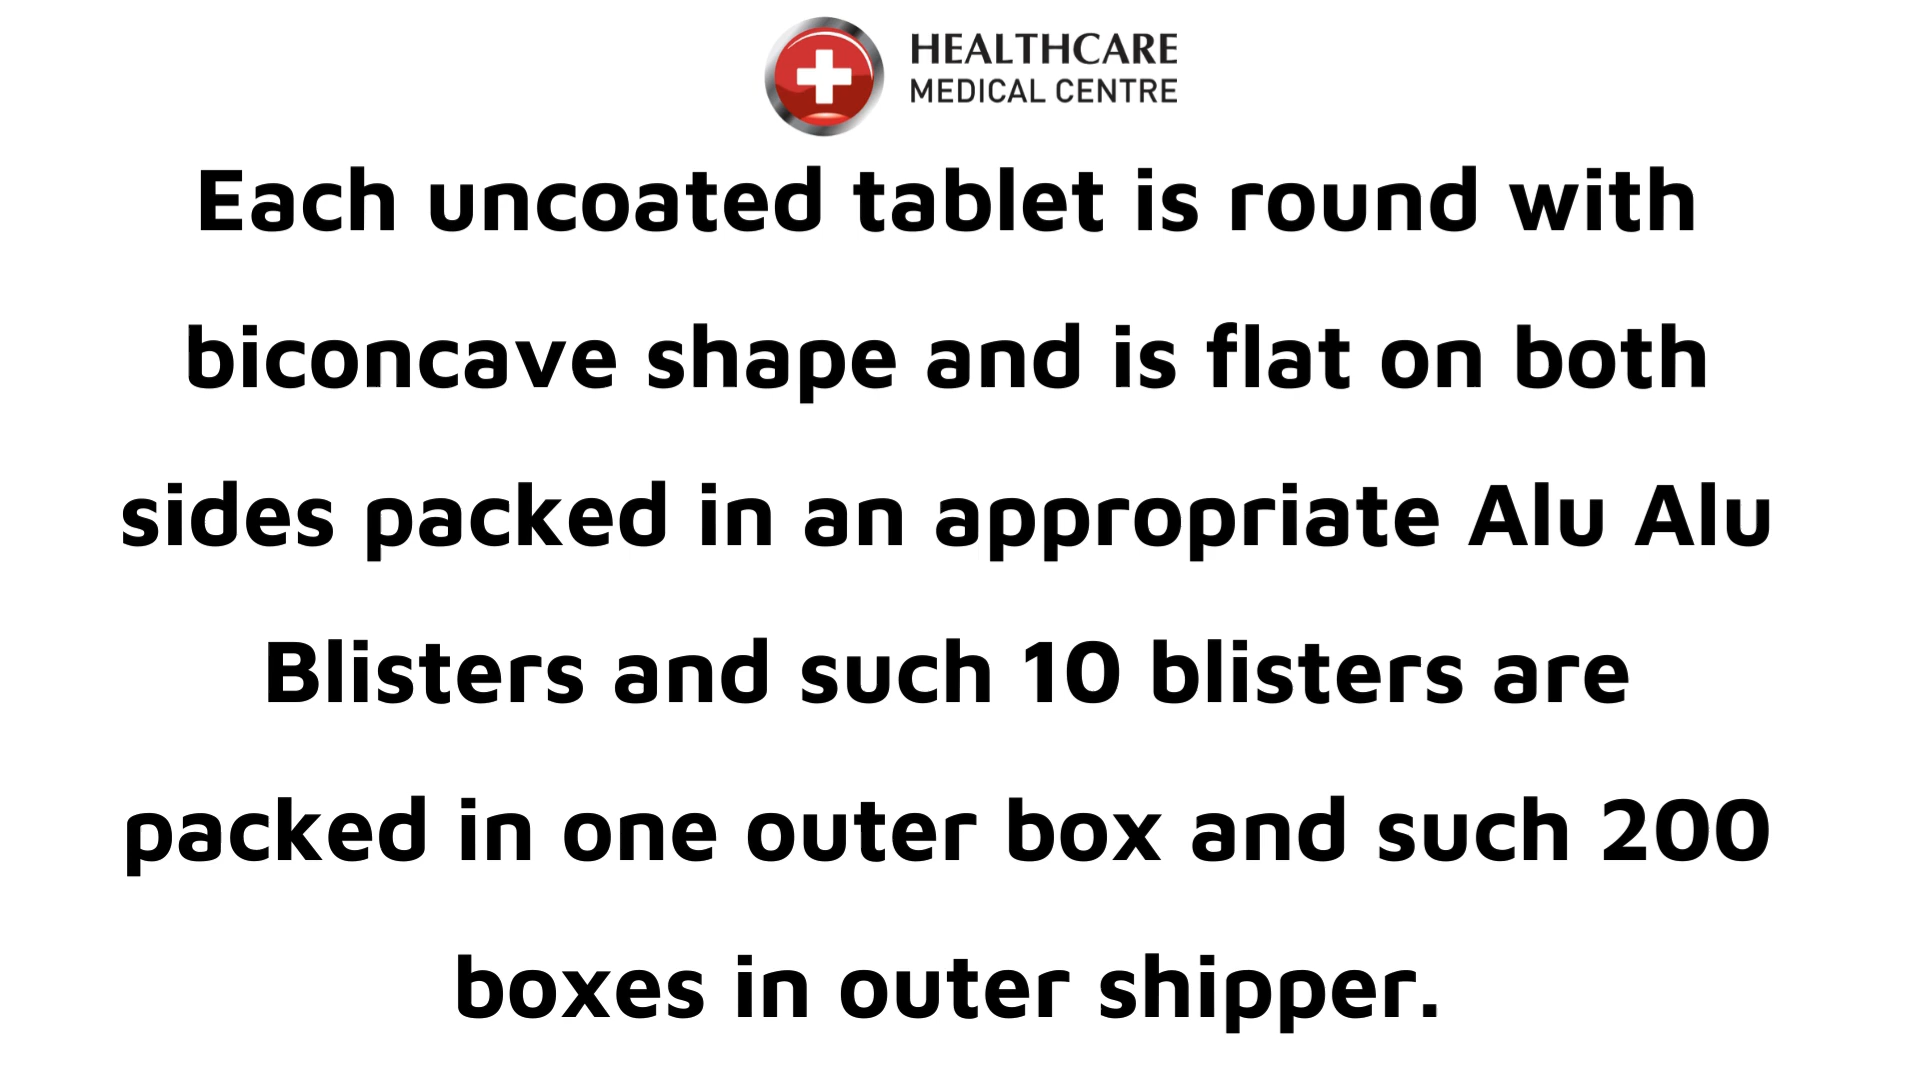 HEALTHCARE
MEDICAL CENTRE
Each uncoated tablet is round with
biconcave shape and is flat on both
sides packed in an appropriate Alu Alu
Blisters and such 10 blisters are
packed in one outer box and such 200
boxes in outer shipper.